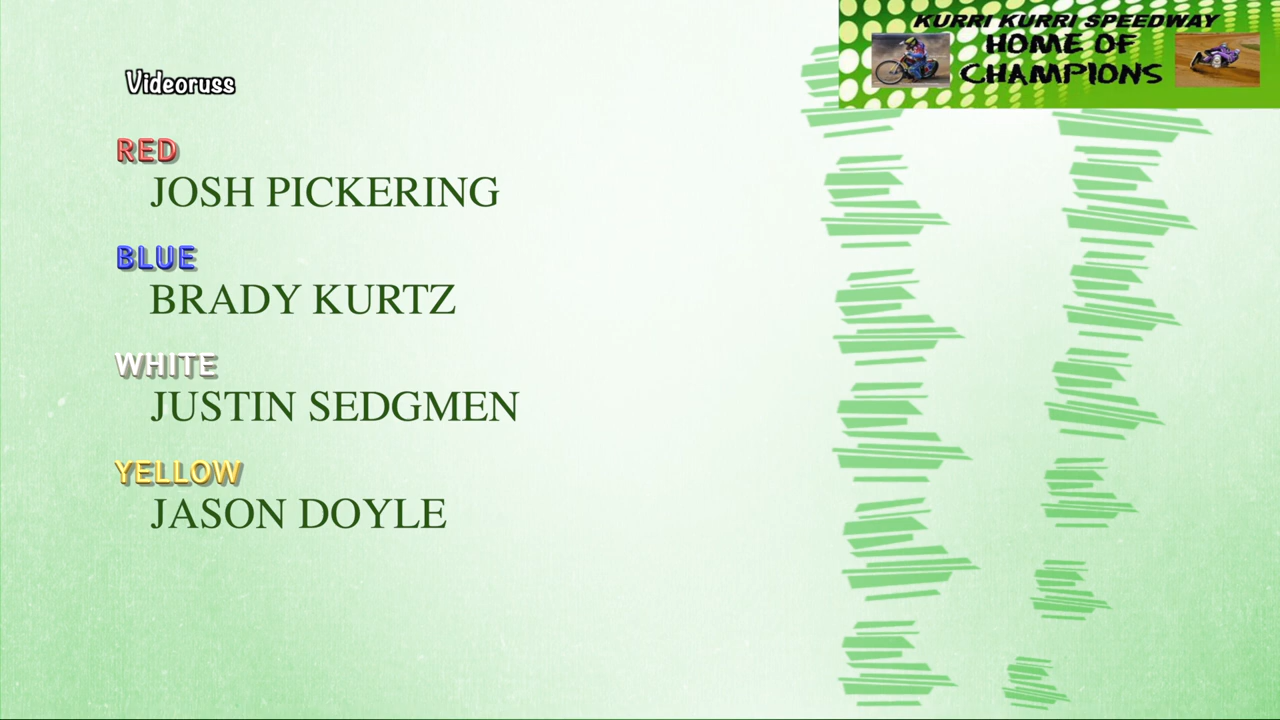 KURRI KURRI SPEEDWAY
HOME OF
CHAMPIONS
Videoruss
RED
JOSH PICKERING
BLUE
BRADY KURTZ
WHITE
JUSTIN SEDGMEN
YELLOW
JASON DOYLE